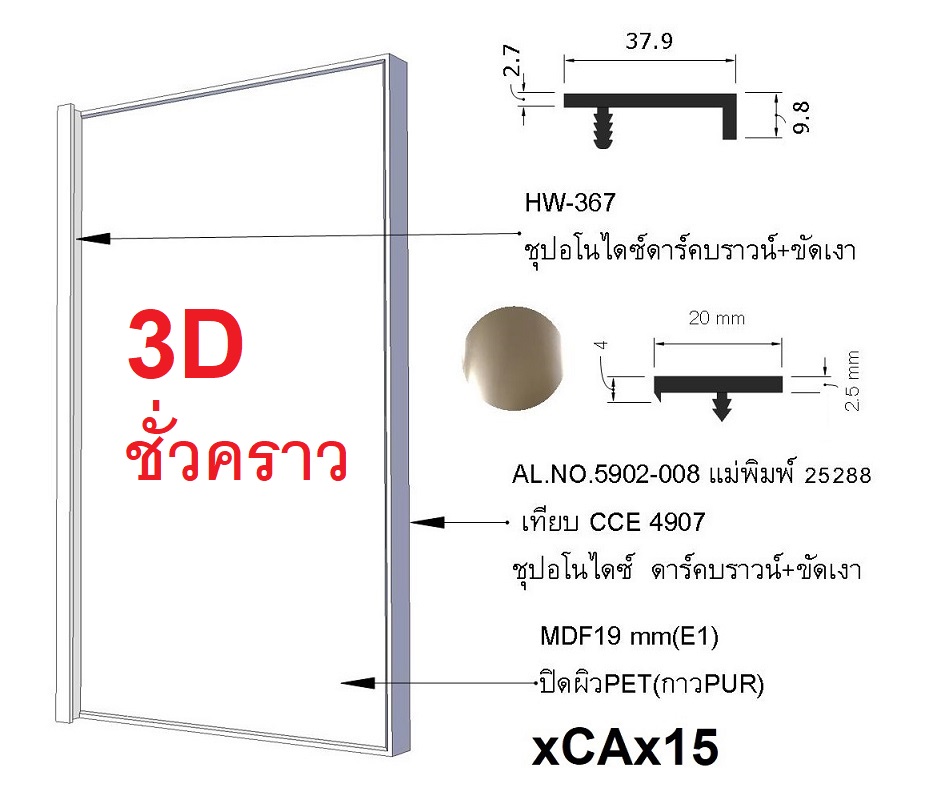 37.9
2.7
9.8
HW-367
ชุปอโนไดซ์ดาร์คบราวน์+ขัดเงา
3D
ชั่วคราว
20 mm
4
2.5 mm
AL.NO.5902-008 แม่พิมพ์ 25288
เทียบ CCE 4907
ชุปอโนไดซ์ ดาร์คบราวน์+ขัดเงา
MDF19 mm(E1)
ปิดผิวPET(กาวPUR)
xCAx15